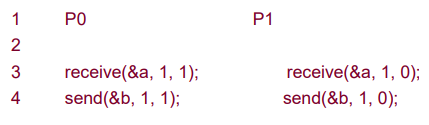 1 P0 P1
2
3 receive(&a, 1, 1); receive(&a, 1, 0);
4 send(&b, 1, 1); send(&b, 1, 0);